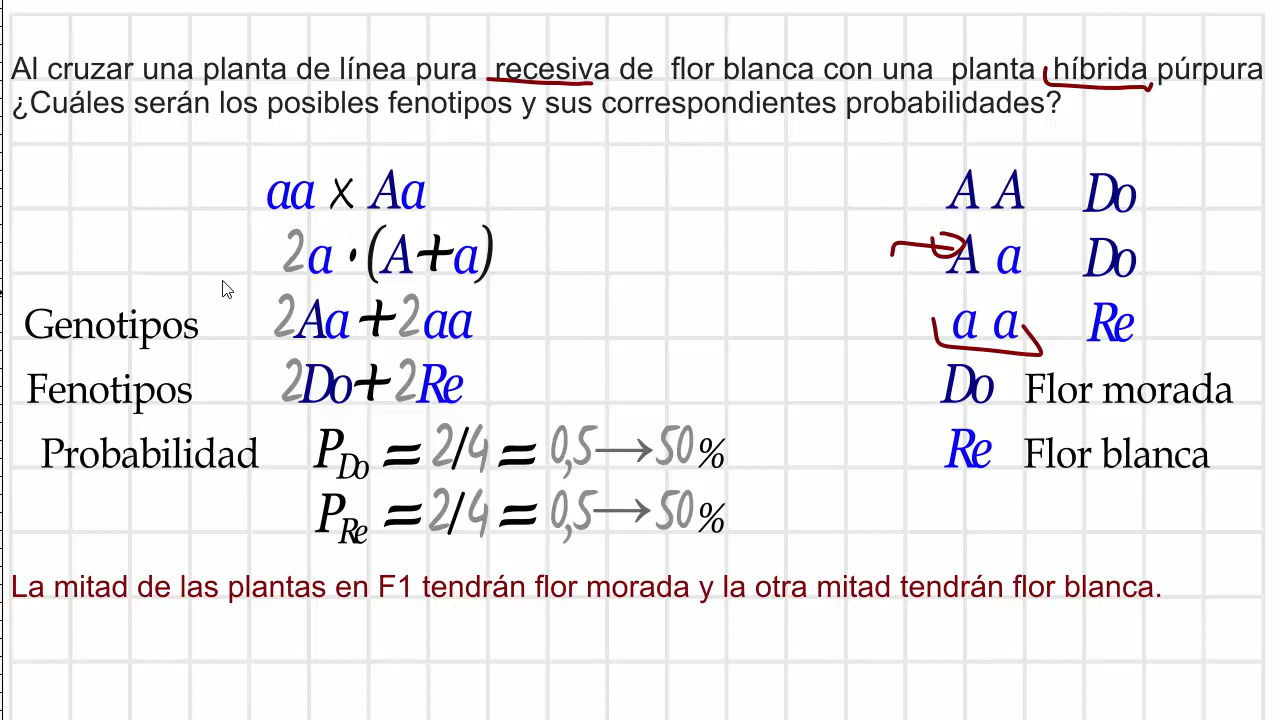 Al cruzar una planta de línea pura recesiva de flor blanca con una planta híbrida púrpura
¿Cuáles serán los posibles fenotipos y sus correspondientes probabilidades?
aa x Aa
2a·(A+a)
Genotipos 2Aa+2aa
Fenotipos 2Do+2Re
Probabilidad P_Do = 2/4 = 0,5→50%
P_Re = 2/4 = 0,5→50%
A A Do
A a Do
a a Re
Do Flor morada
Re Flor blanca
La mitad de las plantas en F1 tendrán flor morada y la otra mitad tendrán flor blanca.